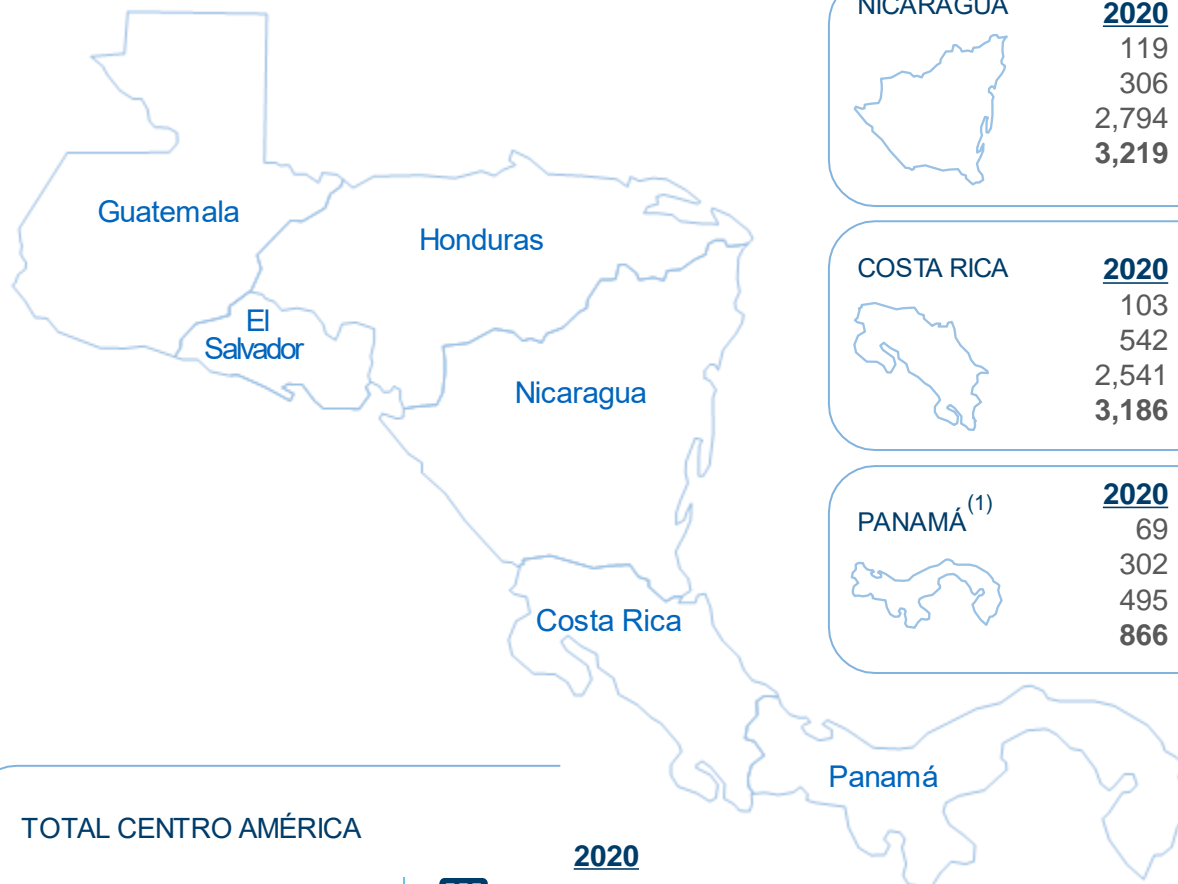 NICARAGUA
2020
119
306
2,794
3,219
COSTA RICA
2020
103
542
2,541
3,186
PANAMÁ(1)
2020
69
302
495
866
Guatemala
Honduras
El
Salvador
Nicaragua
Costa Rica
Panamá
TOTAL CENTRO AMÉRICA
2020